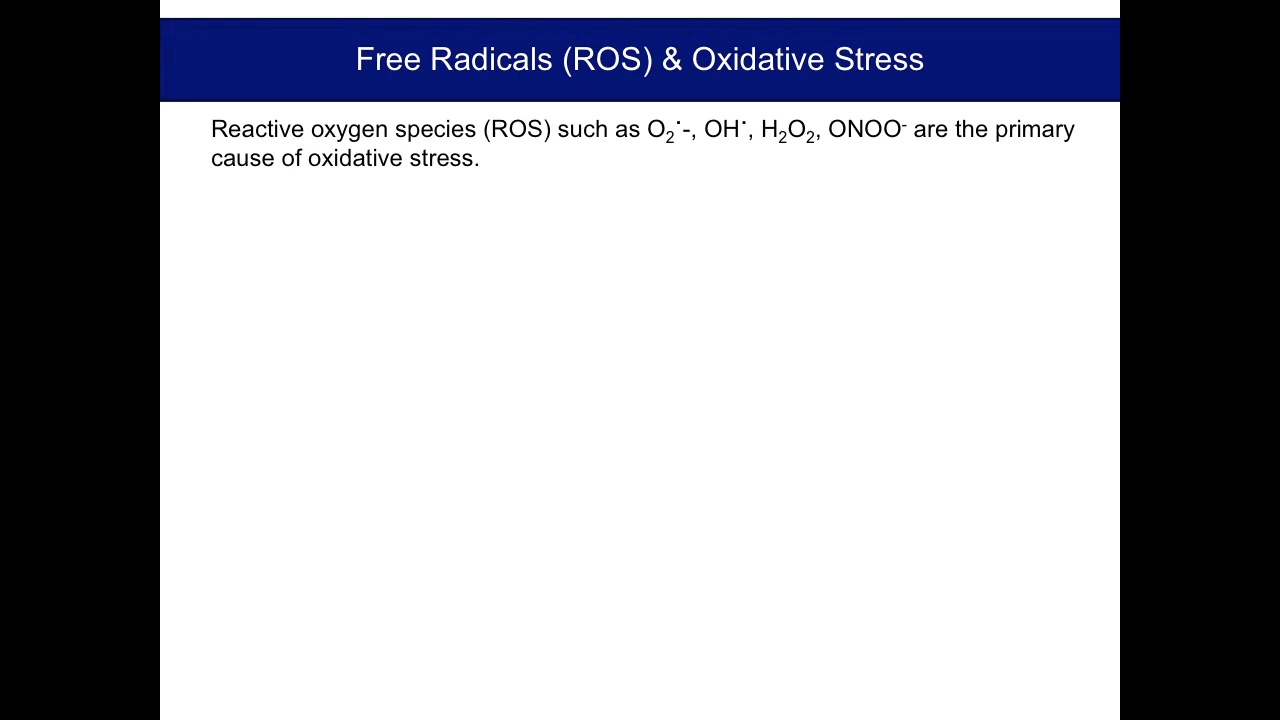 Free Radicals (ROS) & Oxidative Stress
Reactive oxygen species (ROS) such as O₂˙-, OH˙, H₂O₂, ONOO⁻ are the primary
cause of oxidative stress.